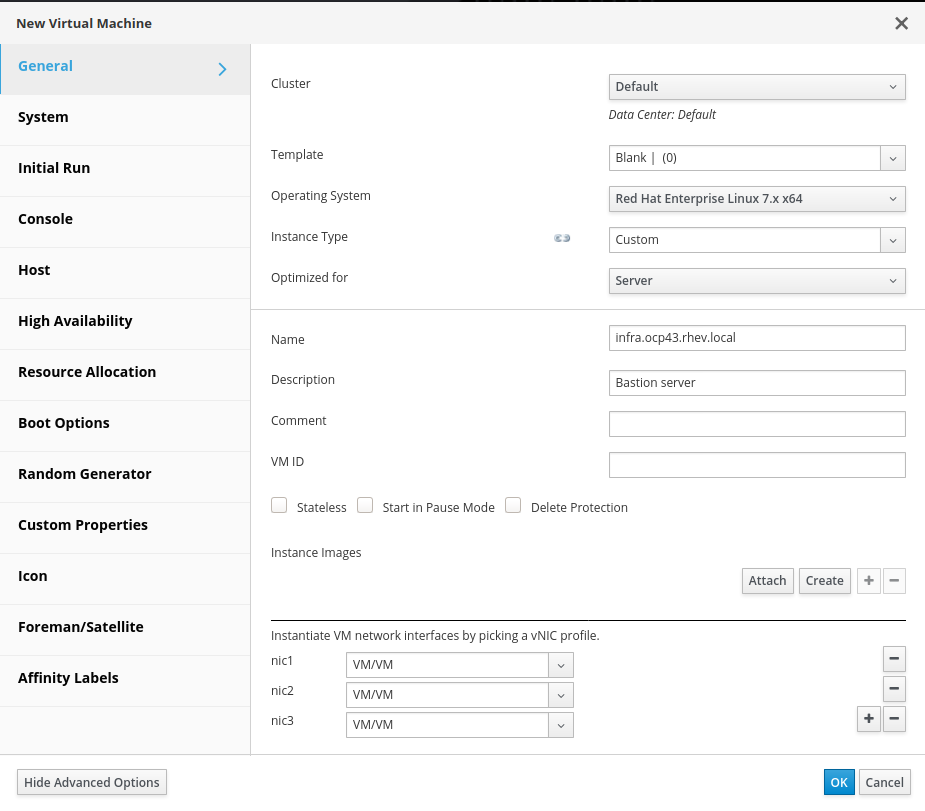 New Virtual Machine
General
System
Initial Run
Console
Host
High Availability
Resource Allocation
Boot Options
Random Generator
Custom Properties
Icon
Foreman/Satellite
Affinity Labels
Cluster
Default
Data Center: Default
Template
Blank | (0)
Operating System
Red Hat Enterprise Linux 7.x x64
Instance Type
Custom
Optimized for
Server
Name
infra.ocp43.rhev.local
Description
Bastion server
Comment
VM ID
Stateless Start in Pause Mode Delete Protection
Instance Images
Attach Create + −
Instantiate VM network interfaces by picking a vNIC profile.
nic1 VM/VM −
nic2 VM/VM −
nic3 VM/VM + −
Hide Advanced Options
OK Cancel